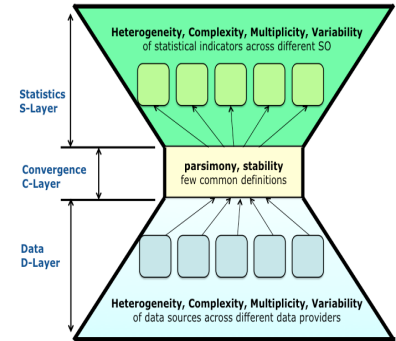 Heterogeneity, Complexity, Multiplicity, Variability
of statistical indicators across different SO
Statistics
S-Layer
Convergence
C-Layer
parsimony, stability
few common definitions
Data
D-Layer
Heterogeneity, Complexity, Multiplicity, Variability
of data sources across different data providers